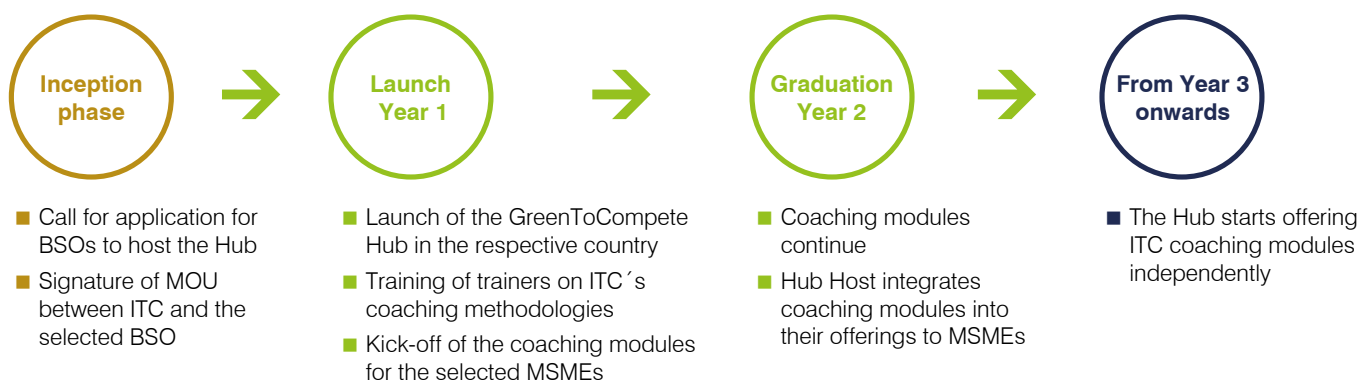 Inception
phase
Launch
Year 1
Graduation
Year 2
From Year 3
onwards
Call for application for
BSOs to host the Hub
Signature of MOU
between ITC and the
selected BSO
Launch of the GreenToCompete
Hub in the respective country
Training of trainers on ITC´s
coaching methodologies
Kick-off of the coaching modules
for the selected MSMEs
Coaching modules
continue
Hub Host integrates
coaching modules into
their offerings to MSMEs
The Hub starts offering
ITC coaching modules
independently